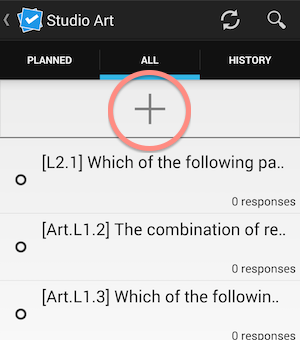 Studio Art
PLANNED ALL HISTORY
[L2.1] Which of the following pa..
0 responses
[Art.L1.2] The combination of re..
0 responses
[Art.L1.3] Which of the followin..
0 responses